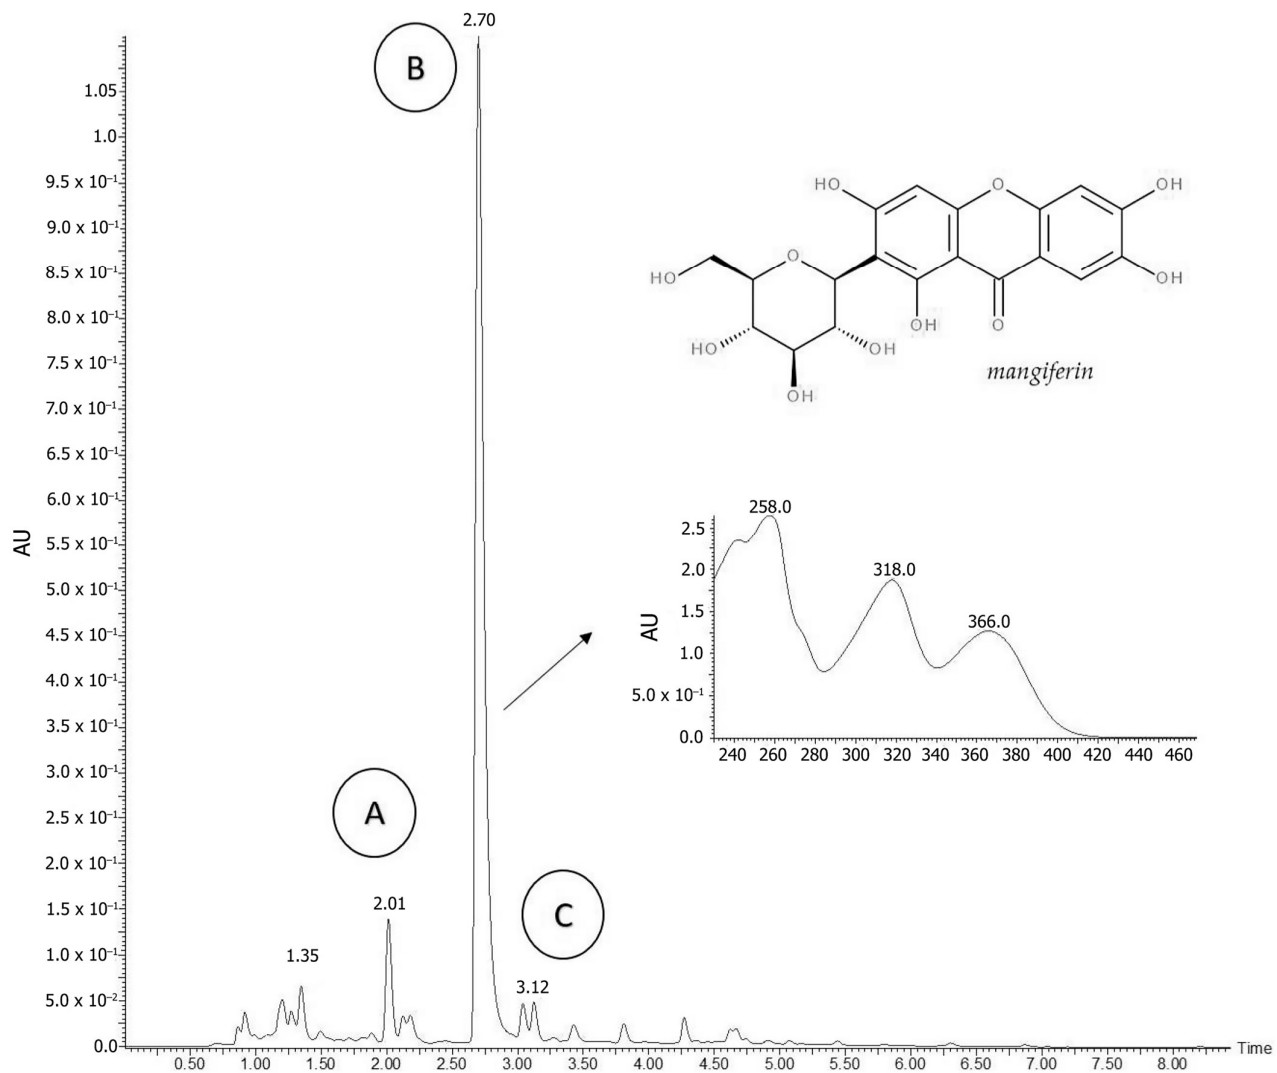 2.70
B
1.05
1.0
9.5 x 10⁻¹
9.0 x 10⁻¹
8.5 x 10⁻¹
8.0 x 10⁻¹
7.5 x 10⁻¹
7.0 x 10⁻¹
6.5 x 10⁻¹
6.0 x 10⁻¹
5.5 x 10⁻¹
5.0 x 10⁻¹
4.5 x 10⁻¹
4.0 x 10⁻¹
3.5 x 10⁻¹
3.0 x 10⁻¹
2.5 x 10⁻¹
2.0 x 10⁻¹
1.5 x 10⁻¹
1.0 x 10⁻¹
5.0 x 10⁻²
0.0
AU
A
2.01
1.35
C
3.12
0.50 1.00 1.50 2.00 2.50 3.00 3.50 4.00 4.50 5.00 5.50 6.00 6.50 7.00 7.50 8.00 Time
HO O OH
O
HO OH
OH O
HO OH
OH
mangiferin
258.0
318.0
366.0
2.5
2.0
1.5
1.0
5.0 x 10⁻¹
0.0
AU
240 260 280 300 320 340 360 380 400 420 440 460